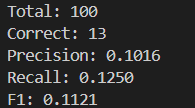 Total: 100
Correct: 13
Precision: 0.1016
Recall: 0.1250
F1: 0.1121